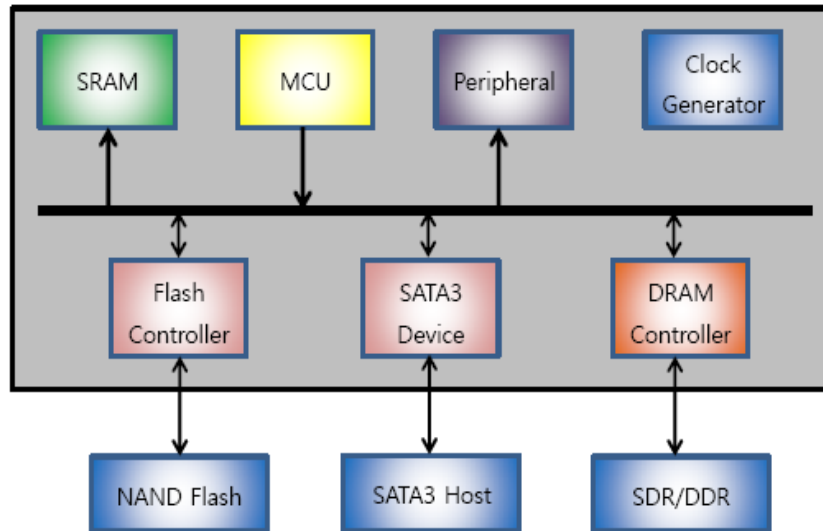 SRAM
MCU
Peripheral
Clock
Generator
Flash
Controller
SATA3
Device
DRAM
Controller
NAND Flash
SATA3 Host
SDR/DDR